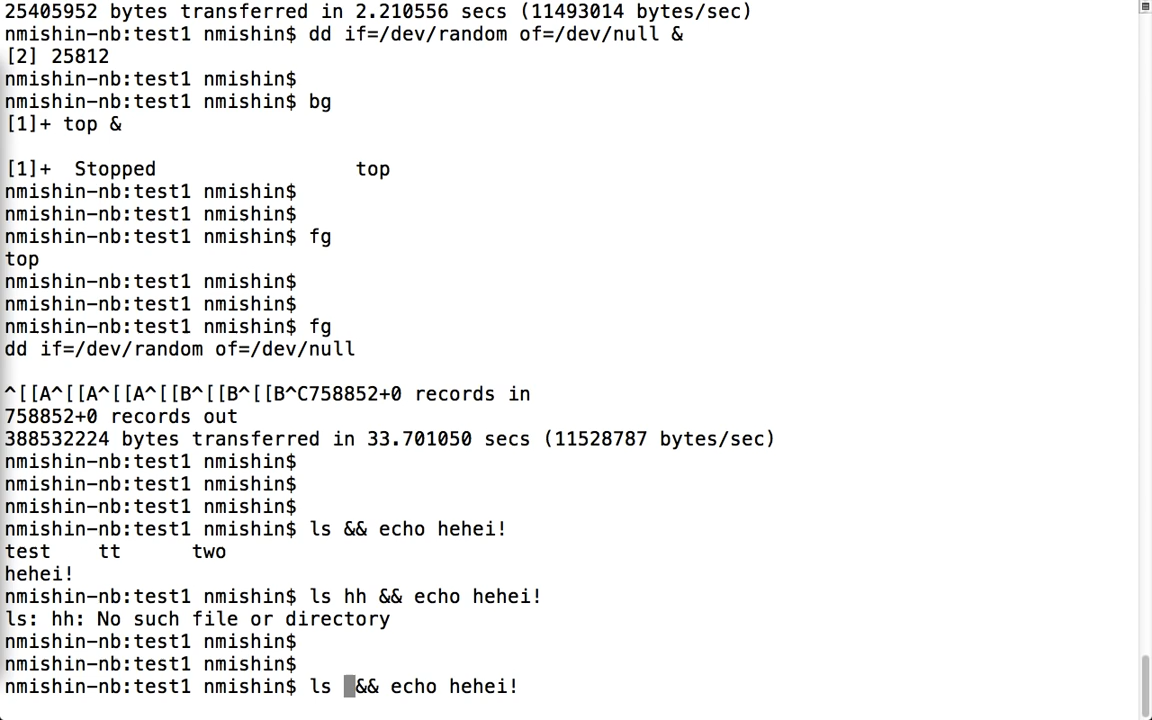 25405952 bytes transferred in 2.210556 secs (11493014 bytes/sec)
nmishin-nb:test1 nmishin$ dd if=/dev/random of=/dev/null &
[2] 25812
nmishin-nb:test1 nmishin$
nmishin-nb:test1 nmishin$ bg
[1]+ top &

[1]+  Stopped                 top
nmishin-nb:test1 nmishin$
nmishin-nb:test1 nmishin$
nmishin-nb:test1 nmishin$ fg
top
nmishin-nb:test1 nmishin$
nmishin-nb:test1 nmishin$
nmishin-nb:test1 nmishin$ fg
dd if=/dev/random of=/dev/null

^[[A^[[A^[[A^[[B^[[B^[[B^C758852+0 records in
758852+0 records out
388532224 bytes transferred in 33.701050 secs (11528787 bytes/sec)
nmishin-nb:test1 nmishin$
nmishin-nb:test1 nmishin$
nmishin-nb:test1 nmishin$
nmishin-nb:test1 nmishin$ ls && echo hehei!
test    tt      two
hehei!
nmishin-nb:test1 nmishin$ ls hh && echo hehei!
ls: hh: No such file or directory
nmishin-nb:test1 nmishin$
nmishin-nb:test1 nmishin$
nmishin-nb:test1 nmishin$ ls && echo hehei!